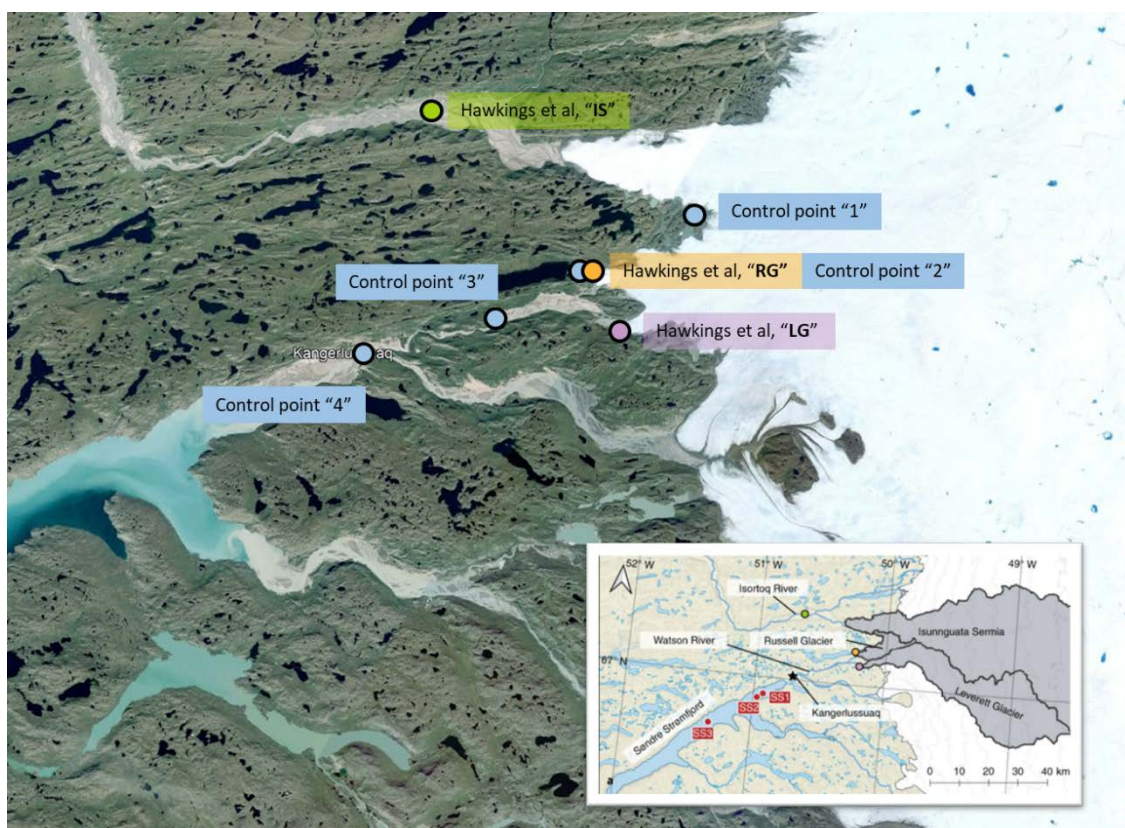 Hawkings et al, “IS”
Control point “1”
Hawkings et al, “RG”
Control point “2”
Control point “3”
Hawkings et al, “LG”
Kangerlu
aq
Control point “4”
52° W
51° W
50° W
49° W
Isortoq River
Isunnguata Sermia
Watson River
Russell Glacier
67
N
Leverett Glacier
SS1
SS2
Kangerlussuaq
SS3
Søndre Strømfjord
a
0 10 20 30 40 km